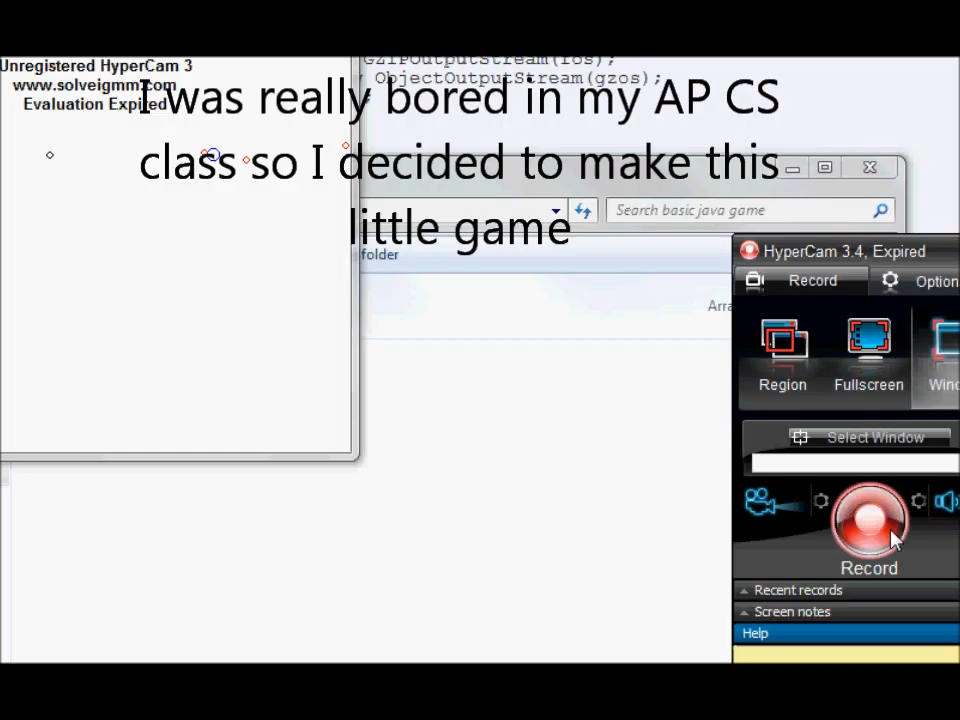 GZIPOutputStream(fos);
ObjectOutputStream(gzos);
Unregistered HyperCam 3
www.solveigmm.com
Evaluation Expired
I was really bored in my AP CS
class so I decided to make this
little game
Search basic java game
folder
HyperCam 3.4, Expired
Record
Option
Arra
Region
Fullscreen
Wind
Select Window
Record
Recent records
Screen notes
Help